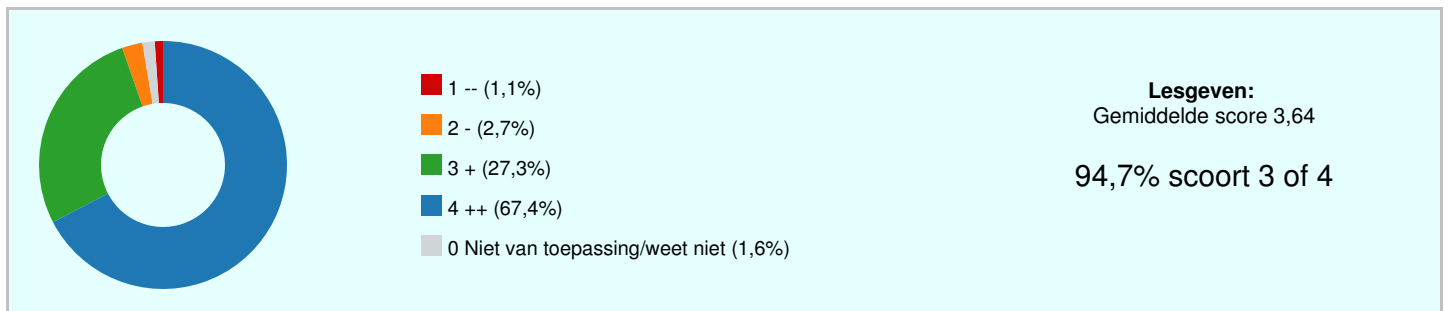 1 -- (1,1%)
2 - (2,7%)
3 + (27,3%)
4 ++ (67,4%)
0 Niet van toepassing/weet niet (1,6%)
Lesgeven:
Gemiddelde score 3,64
94,7% scoort 3 of 4